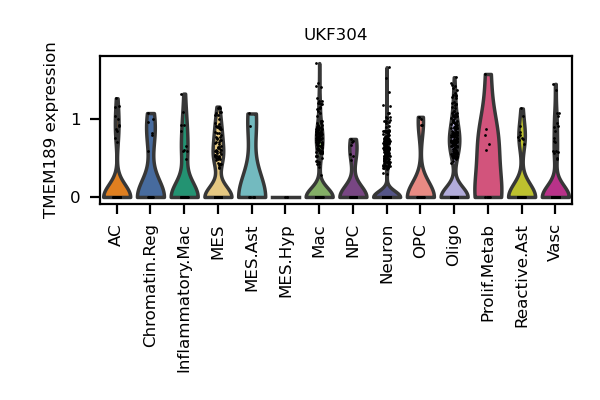 UKF304
TMEM189 expression
1
0
AC
Chromatin.Reg
Inflammatory.Mac
MES
MES.Ast
MES.Hyp
Mac
NPC
Neuron
OPC
Oligo
Prolif.Metab
Reactive.Ast
Vasc